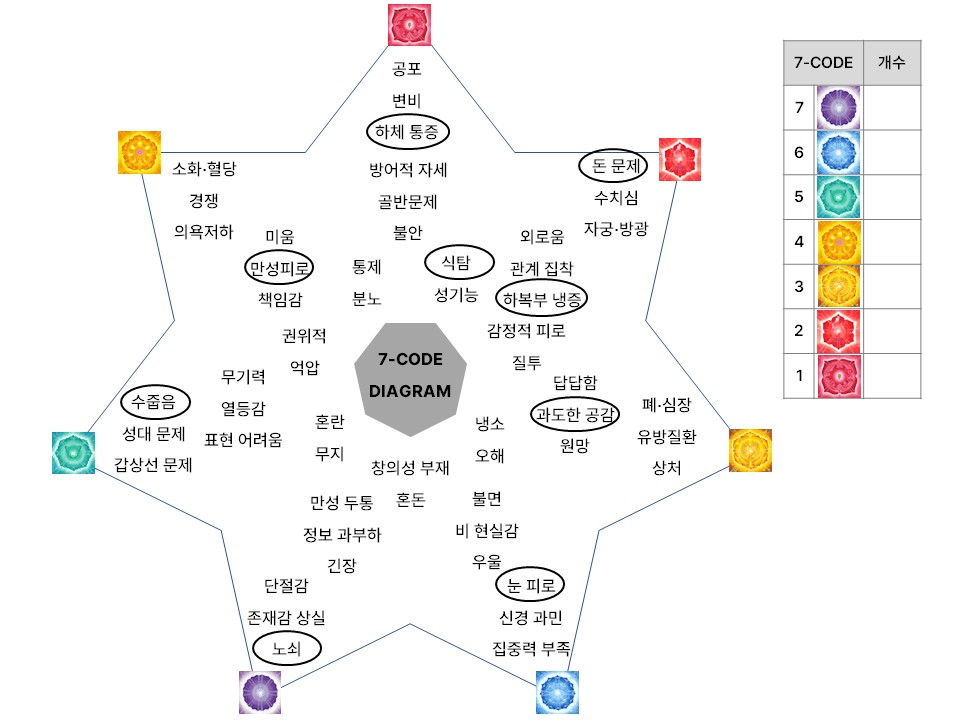 7-CODE 개수
7
6
5
4
3
2
1
공포
변비
하체 통증
방어적 자세
골반문제
불안
소화·혈당
경쟁
의욕저하
돈 문제
수치심
자궁·방광
미움
만성피로
책임감
통제
분노
식탐
성기능
외로움
관계 집착
하복부 냉증
감정적 피로
질투
권위적
억압
7-CODE
DIAGRAM
무기력
열등감
표현 어려움
수줍음
성대 문제
갑상선 문제
혼란
무지
답답함
과도한 공감
원망
냉소
오해
폐·심장
유방질환
상처
창의성 부재
혼돈
만성 두통
정보 과부하
긴장
불면
비 현실감
우울
단절감
존재감 상실
노쇠
눈 피로
신경 과민
집중력 부족